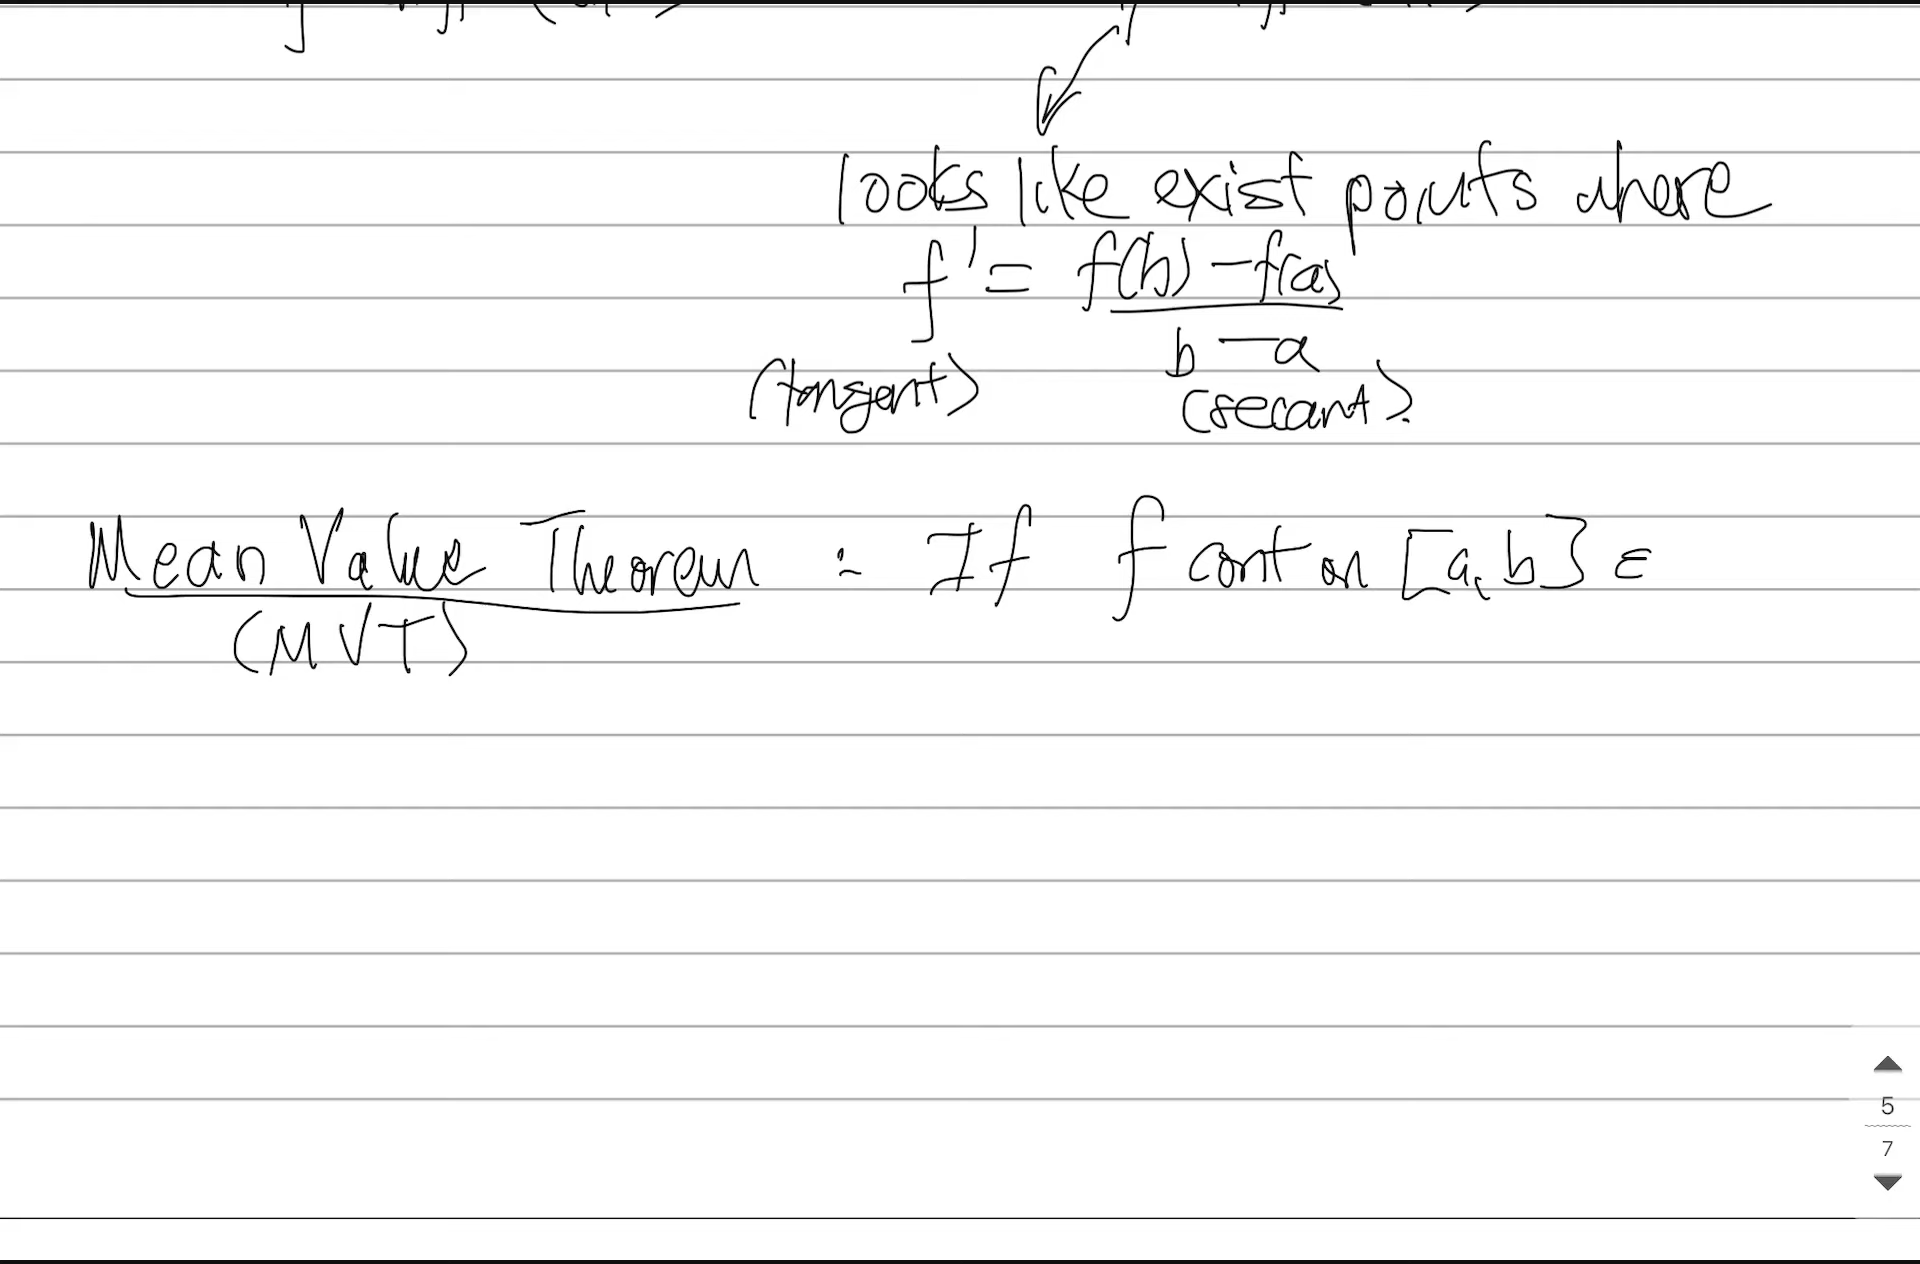 looks like exist points where
f' = f(b) - f(a)
b - a
(tangent) (secant).
Mean Value Theorem : If f cont on [a, b] &
(MVT)
5
7